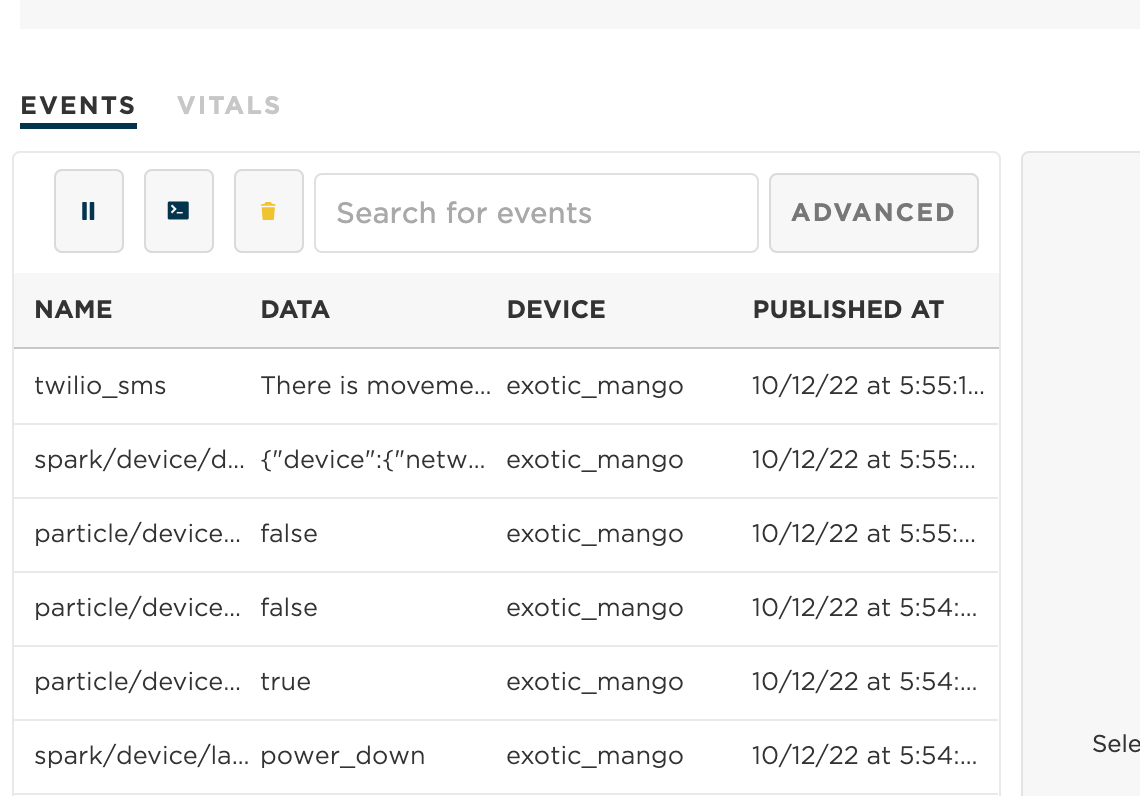 EVENTS VITALS
Search for events ADVANCED
NAME DATA DEVICE PUBLISHED AT
twilio_sms There is moveme... exotic_mango 10/12/22 at 5:55:1...
spark/device/d... {"device":{"netw... exotic_mango 10/12/22 at 5:55:...
particle/device... false exotic_mango 10/12/22 at 5:55:...
particle/device... false exotic_mango 10/12/22 at 5:54:...
particle/device... true exotic_mango 10/12/22 at 5:54:...
Sele
spark/device/la... power_down exotic_mango 10/12/22 at 5:54:...